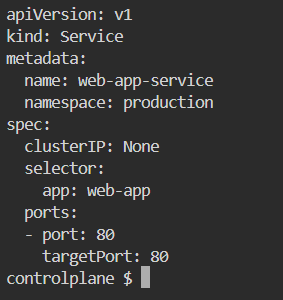 apiVersion: v1
kind: Service
metadata:
  name: web-app-service
  namespace: production
spec:
  clusterIP: None
  selector:
    app: web-app
  ports:
  - port: 80
    targetPort: 80
controlplane $